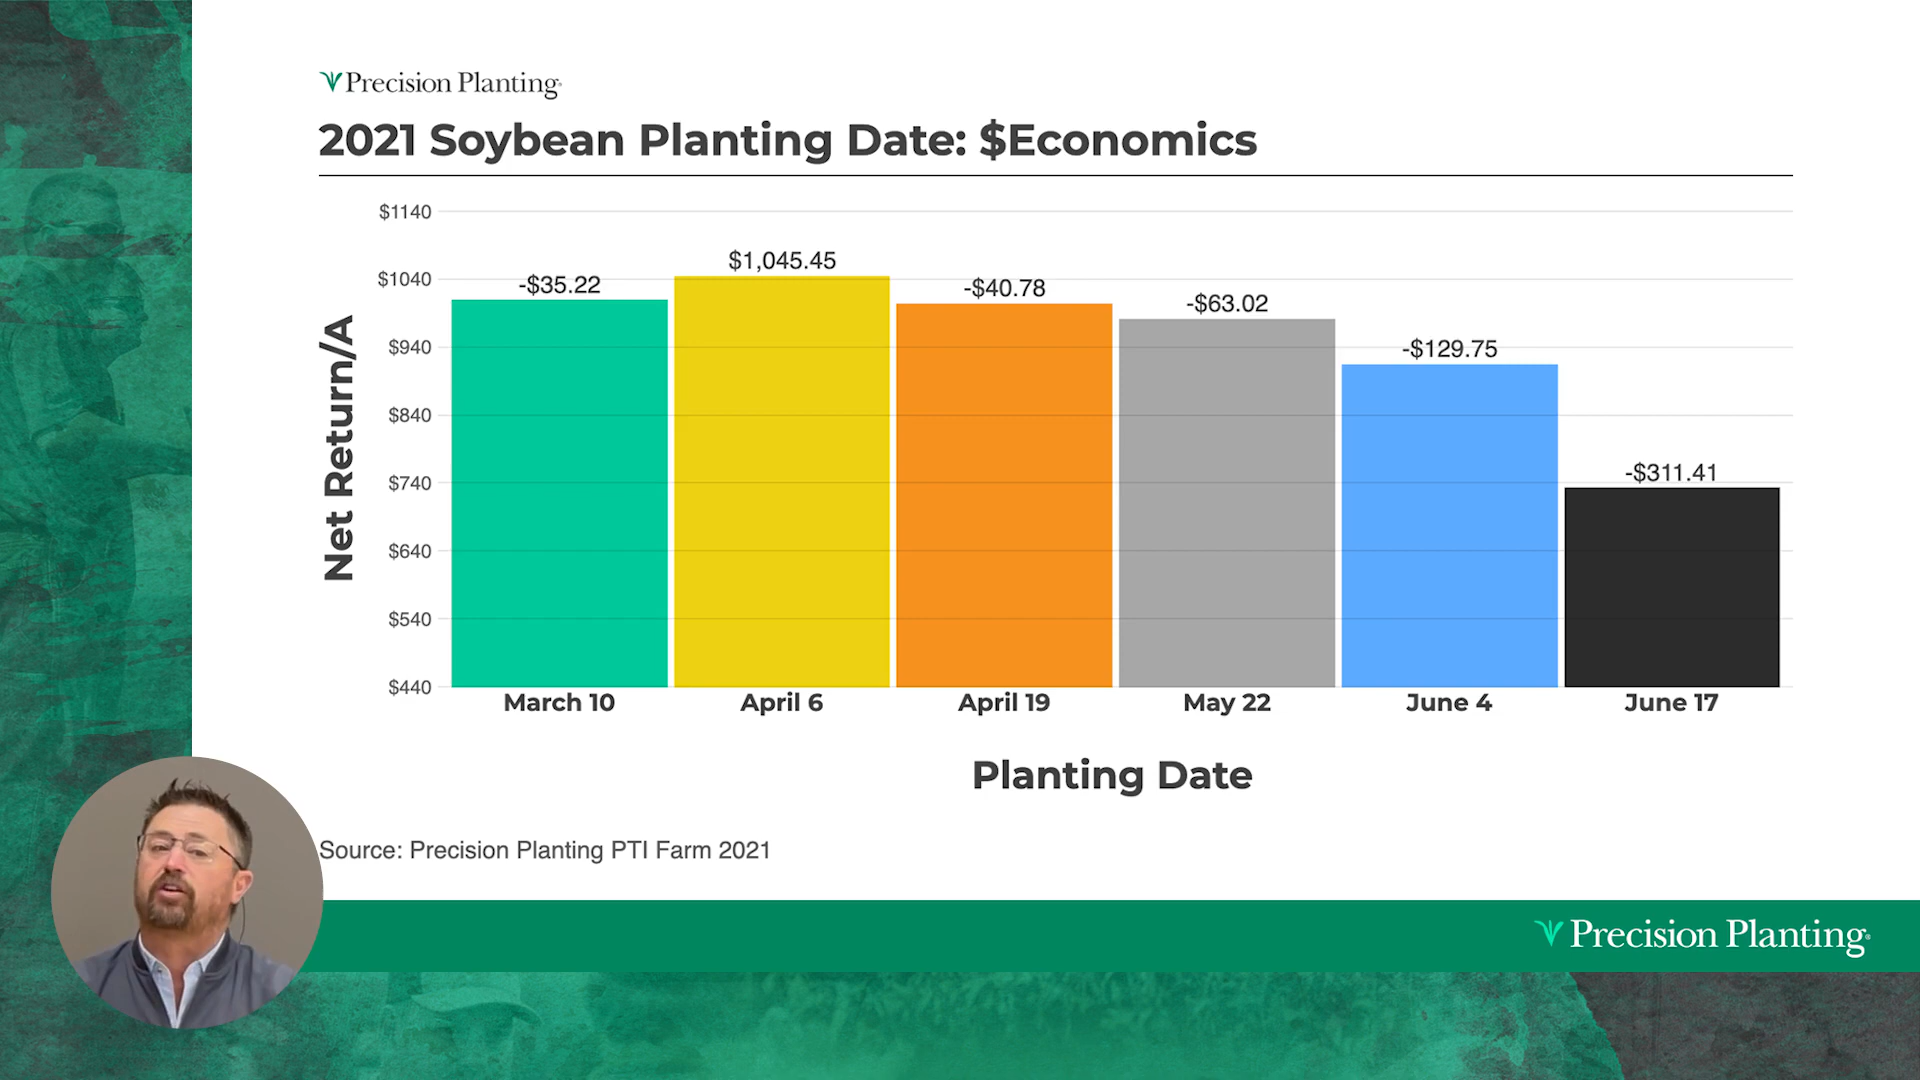 Precision Planting
2021 Soybean Planting Date: $Economics
$1140
$1040
$940
$840
$740
$640
$540
$440
Net Return/A
-$35.22
$1,045.45
-$40.78
-$63.02
-$129.75
-$311.41
March 10
April 6
April 19
May 22
June 4
June 17
Planting Date
Source: Precision Planting PTI Farm 2021
Precision Planting